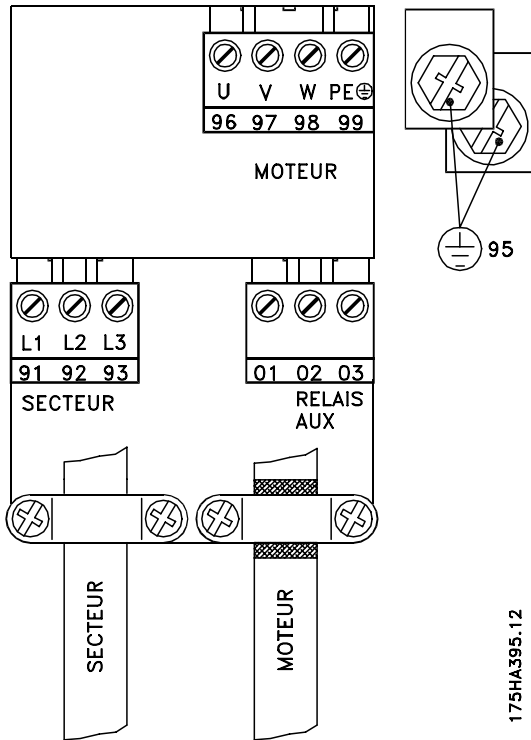 U V W PE
96 97 98 99
MOTEUR
95
L1 L2 L3
91 92 93
SECTEUR
01 02 03
RELAIS
AUX
SECTEUR
MOTEUR
175HA395.12